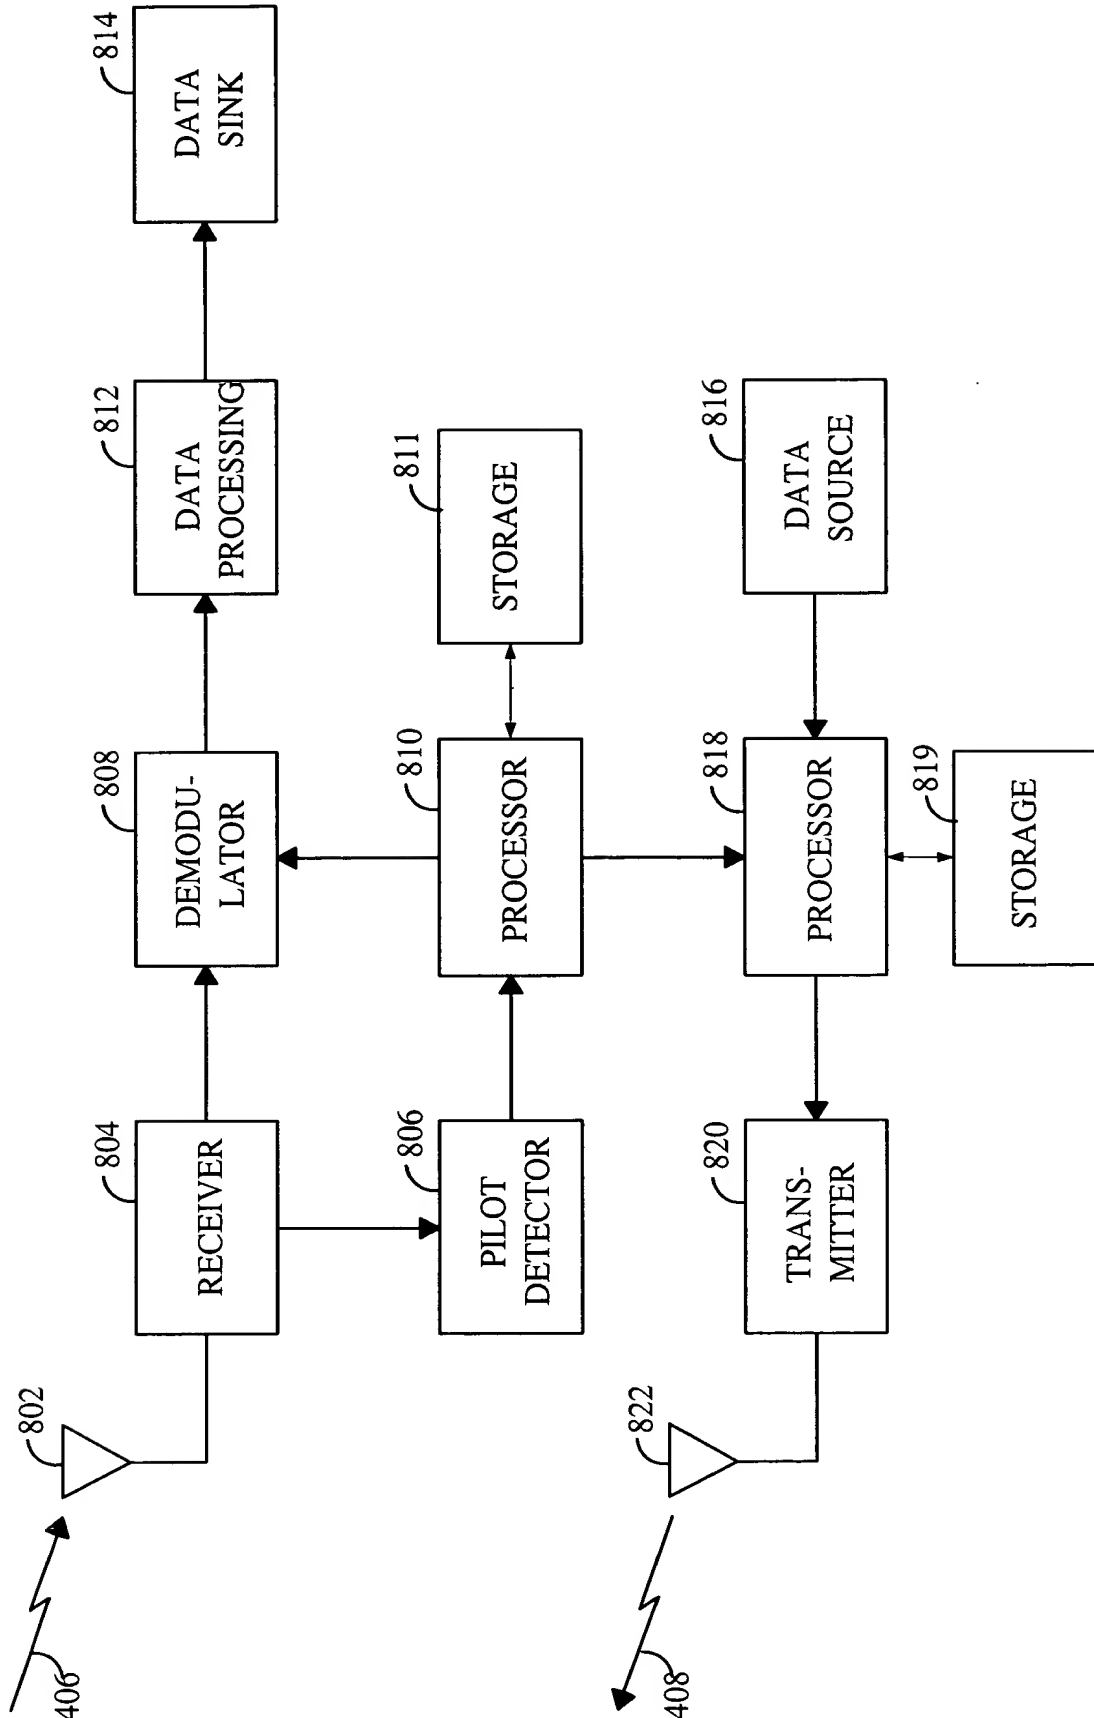 814
DATA
SINK
812
DATA
PROCESSING
808
DEMODU-
LATOR
804
RECEIVER
802
406
811
STORAGE
810
PROCESSOR
806
PILOT
DETECTOR
816
DATA
SOURCE
818
PROCESSOR
819
STORAGE
820
TRANS-
MITTER
822
408